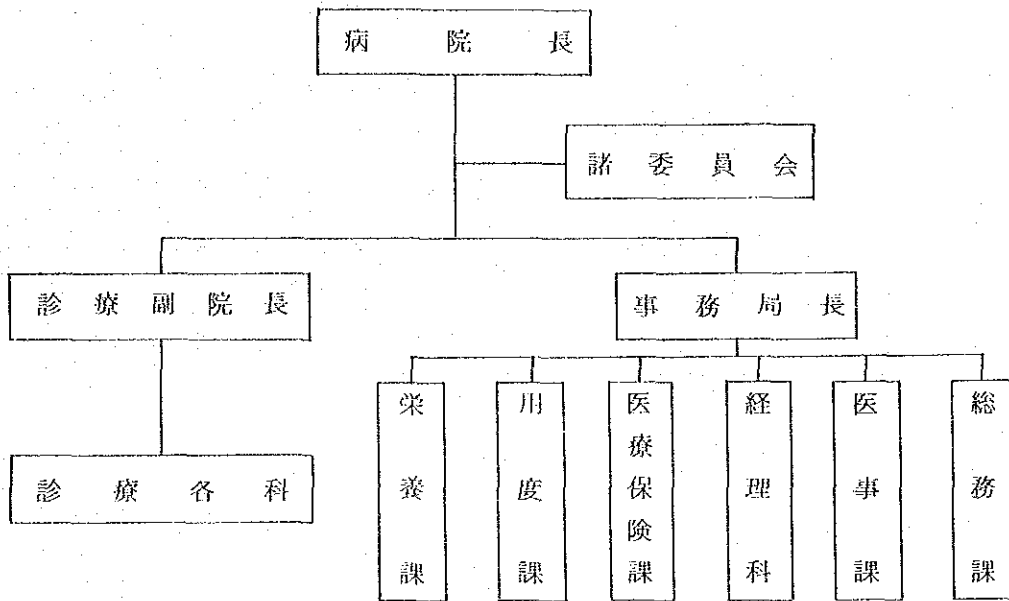 病院長
諸委員会
診療副院長
事務局長
診療各科
栄養課
用度課
医療保険課
経理科
医事課
総務課